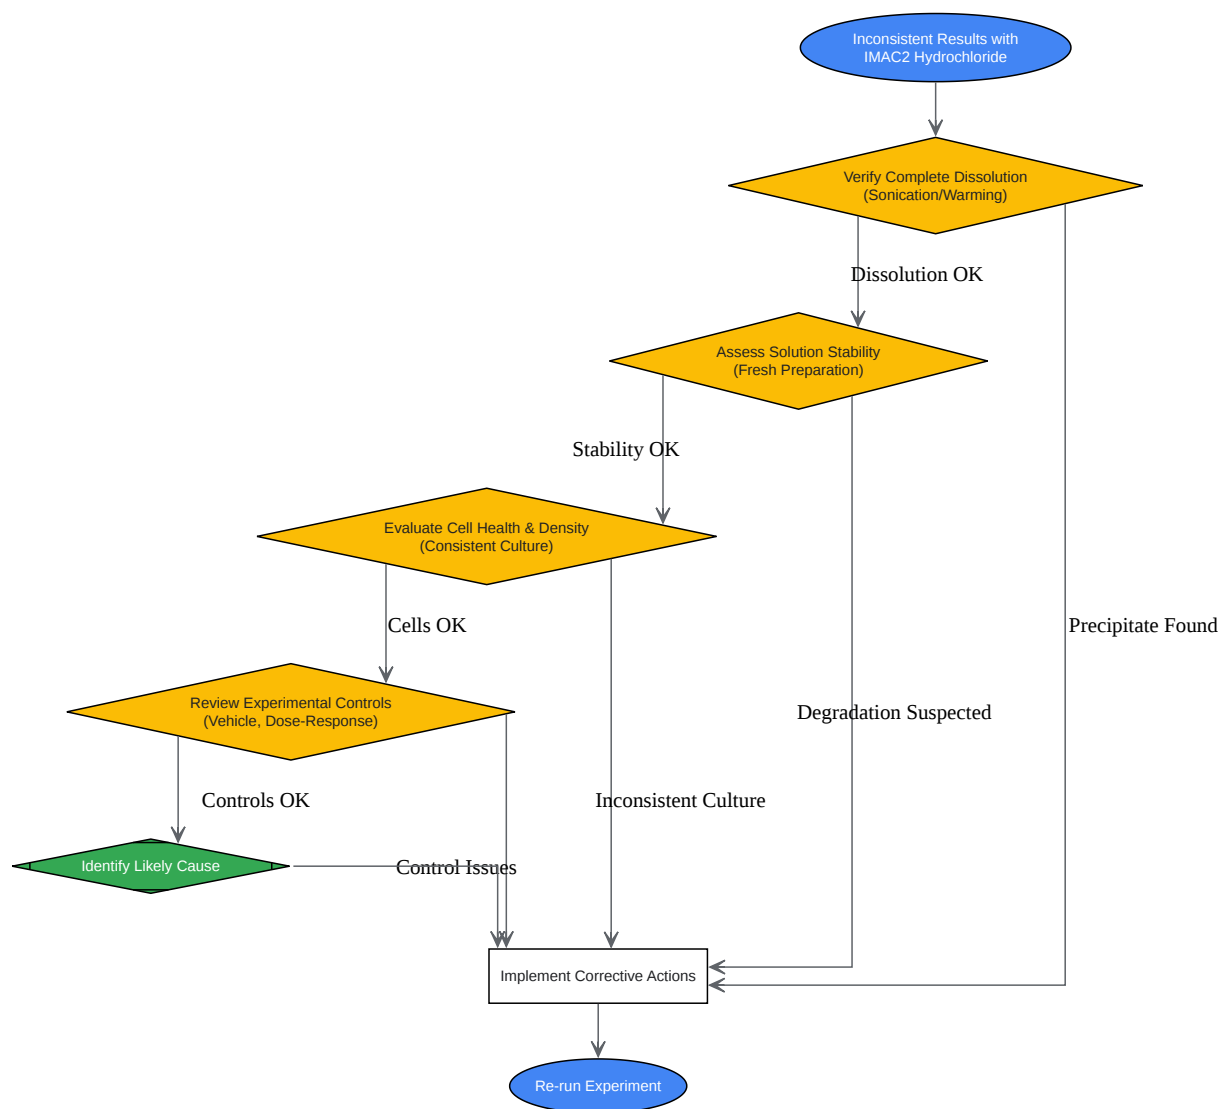 Inconsistent Results with
IMAC2 Hydrochloride
Verify Complete Dissolution
(Sonication/Warming)
Dissolution OK
Assess Solution Stability
(Fresh Preparation)
Stability OK
Evaluate Cell Health & Density
(Consistent Culture)
Cells OK
Precipitate Found
Review Experimental Controls
(Vehicle, Dose-Response)
Degradation Suspected
Controls OK
Inconsistent Culture
Identify Likely Cause
Control Issues
Implement Corrective Actions
Re-run Experiment